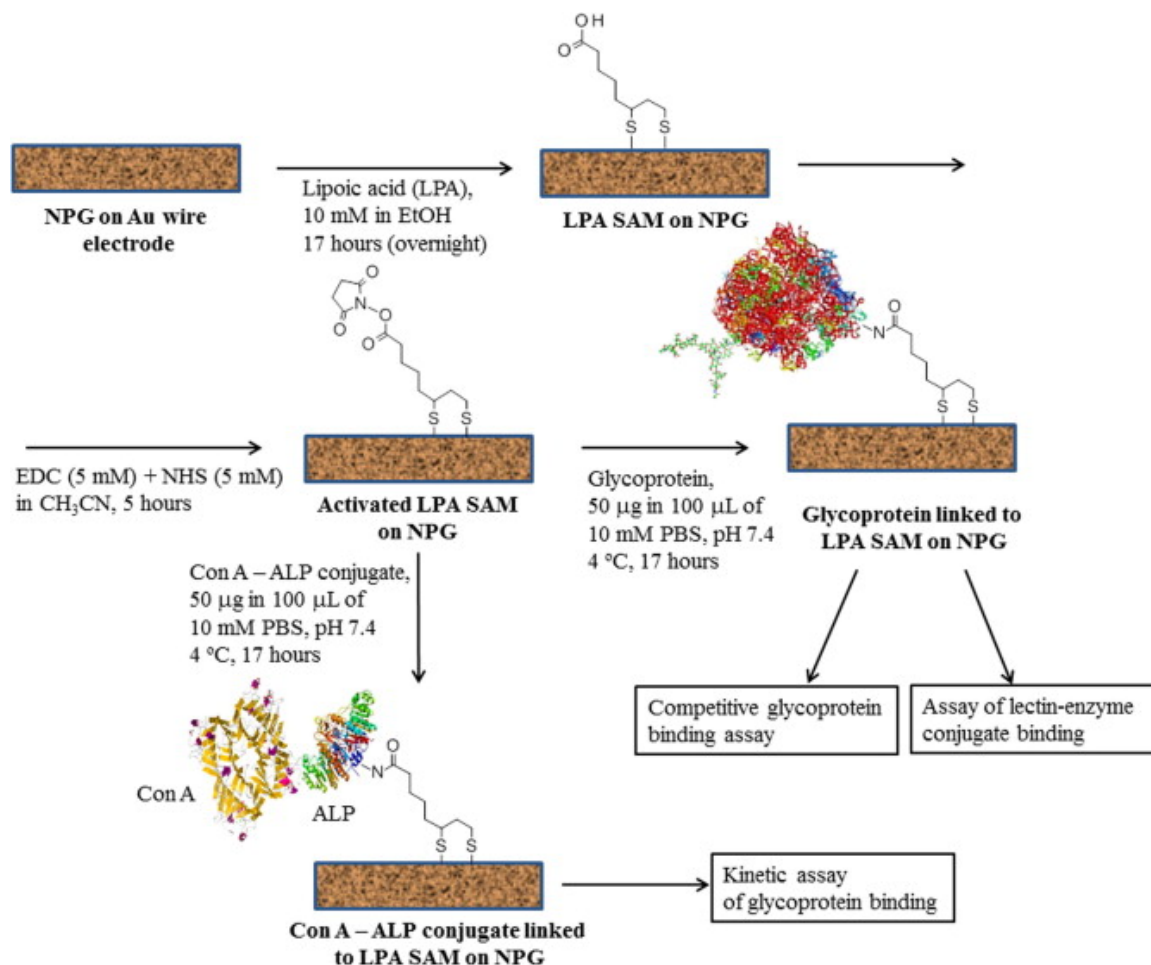 O
OH
S
S
NPG on Au wire
electrode
Lipoic acid (LPA),
10 mM in EtOH
17 hours (overnight)
LPA SAM on NPG
O
N
O
O
O
S
S
N
O
S
S
EDC (5 mM) + NHS (5 mM)
in CH₃CN, 5 hours
Activated LPA SAM
on NPG
Glycoprotein,
50 µg in 100 µL of
10 mM PBS, pH 7.4
4 °C, 17 hours
Glycoprotein linked to
LPA SAM on NPG
Con A – ALP conjugate,
50 µg in 100 µL of
10 mM PBS, pH 7.4
4 °C, 17 hours
Competitive glycoprotein
binding assay
Assay of lectin-enzyme
conjugate binding
Con A
ALP
N
O
S
S
Con A – ALP conjugate linked
to LPA SAM on NPG
Kinetic assay
of glycoprotein binding